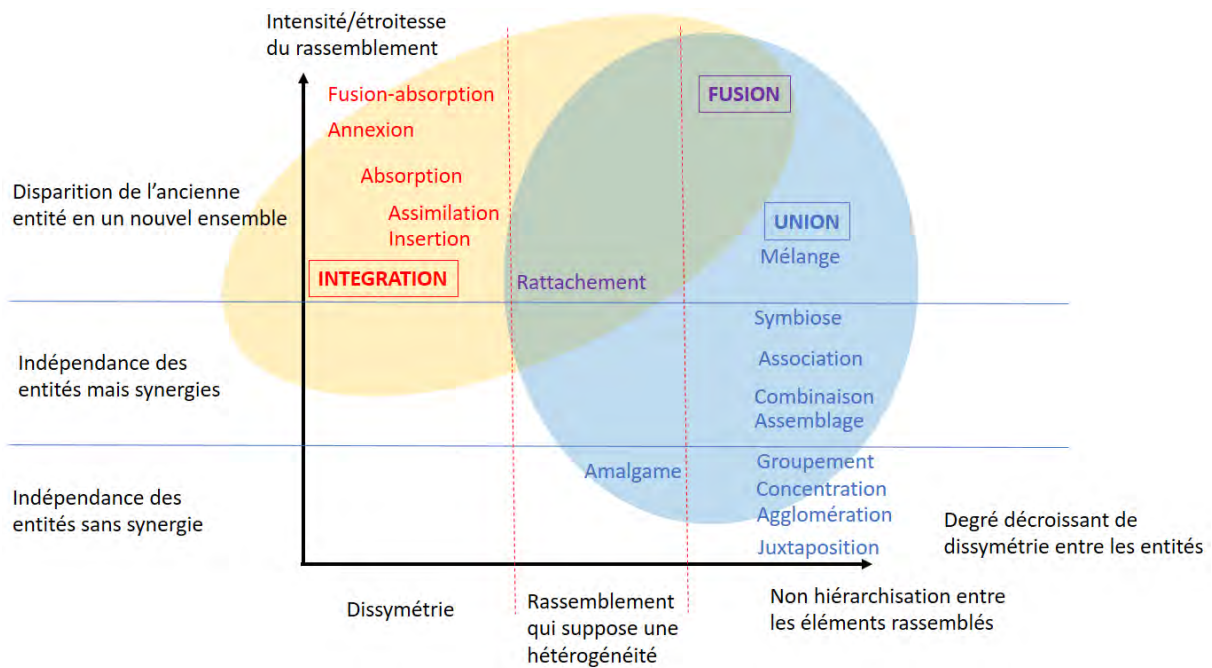 Intensité/étroitesse
du rassemblement
Fusion-absorption
FUSION
Annexion
Absorption
Disparition de l'ancienne
entité en un nouvel ensemble
Assimilation
Insertion
UNION
Mélange
INTEGRATION
Rattachement
Symbiose
Indépendance des
entités mais synergies
Association
Combinaison
Assemblage
Amalgame
Groupement
Concentration
Agglomération
Indépendance des
entités sans synergie
Juxtaposition
Degré décroissant de
dissymétrie entre les entités
Dissymétrie
Rassemblement
qui suppose une
hétérogénéité
Non hiérarchisation entre
les éléments rassemblés